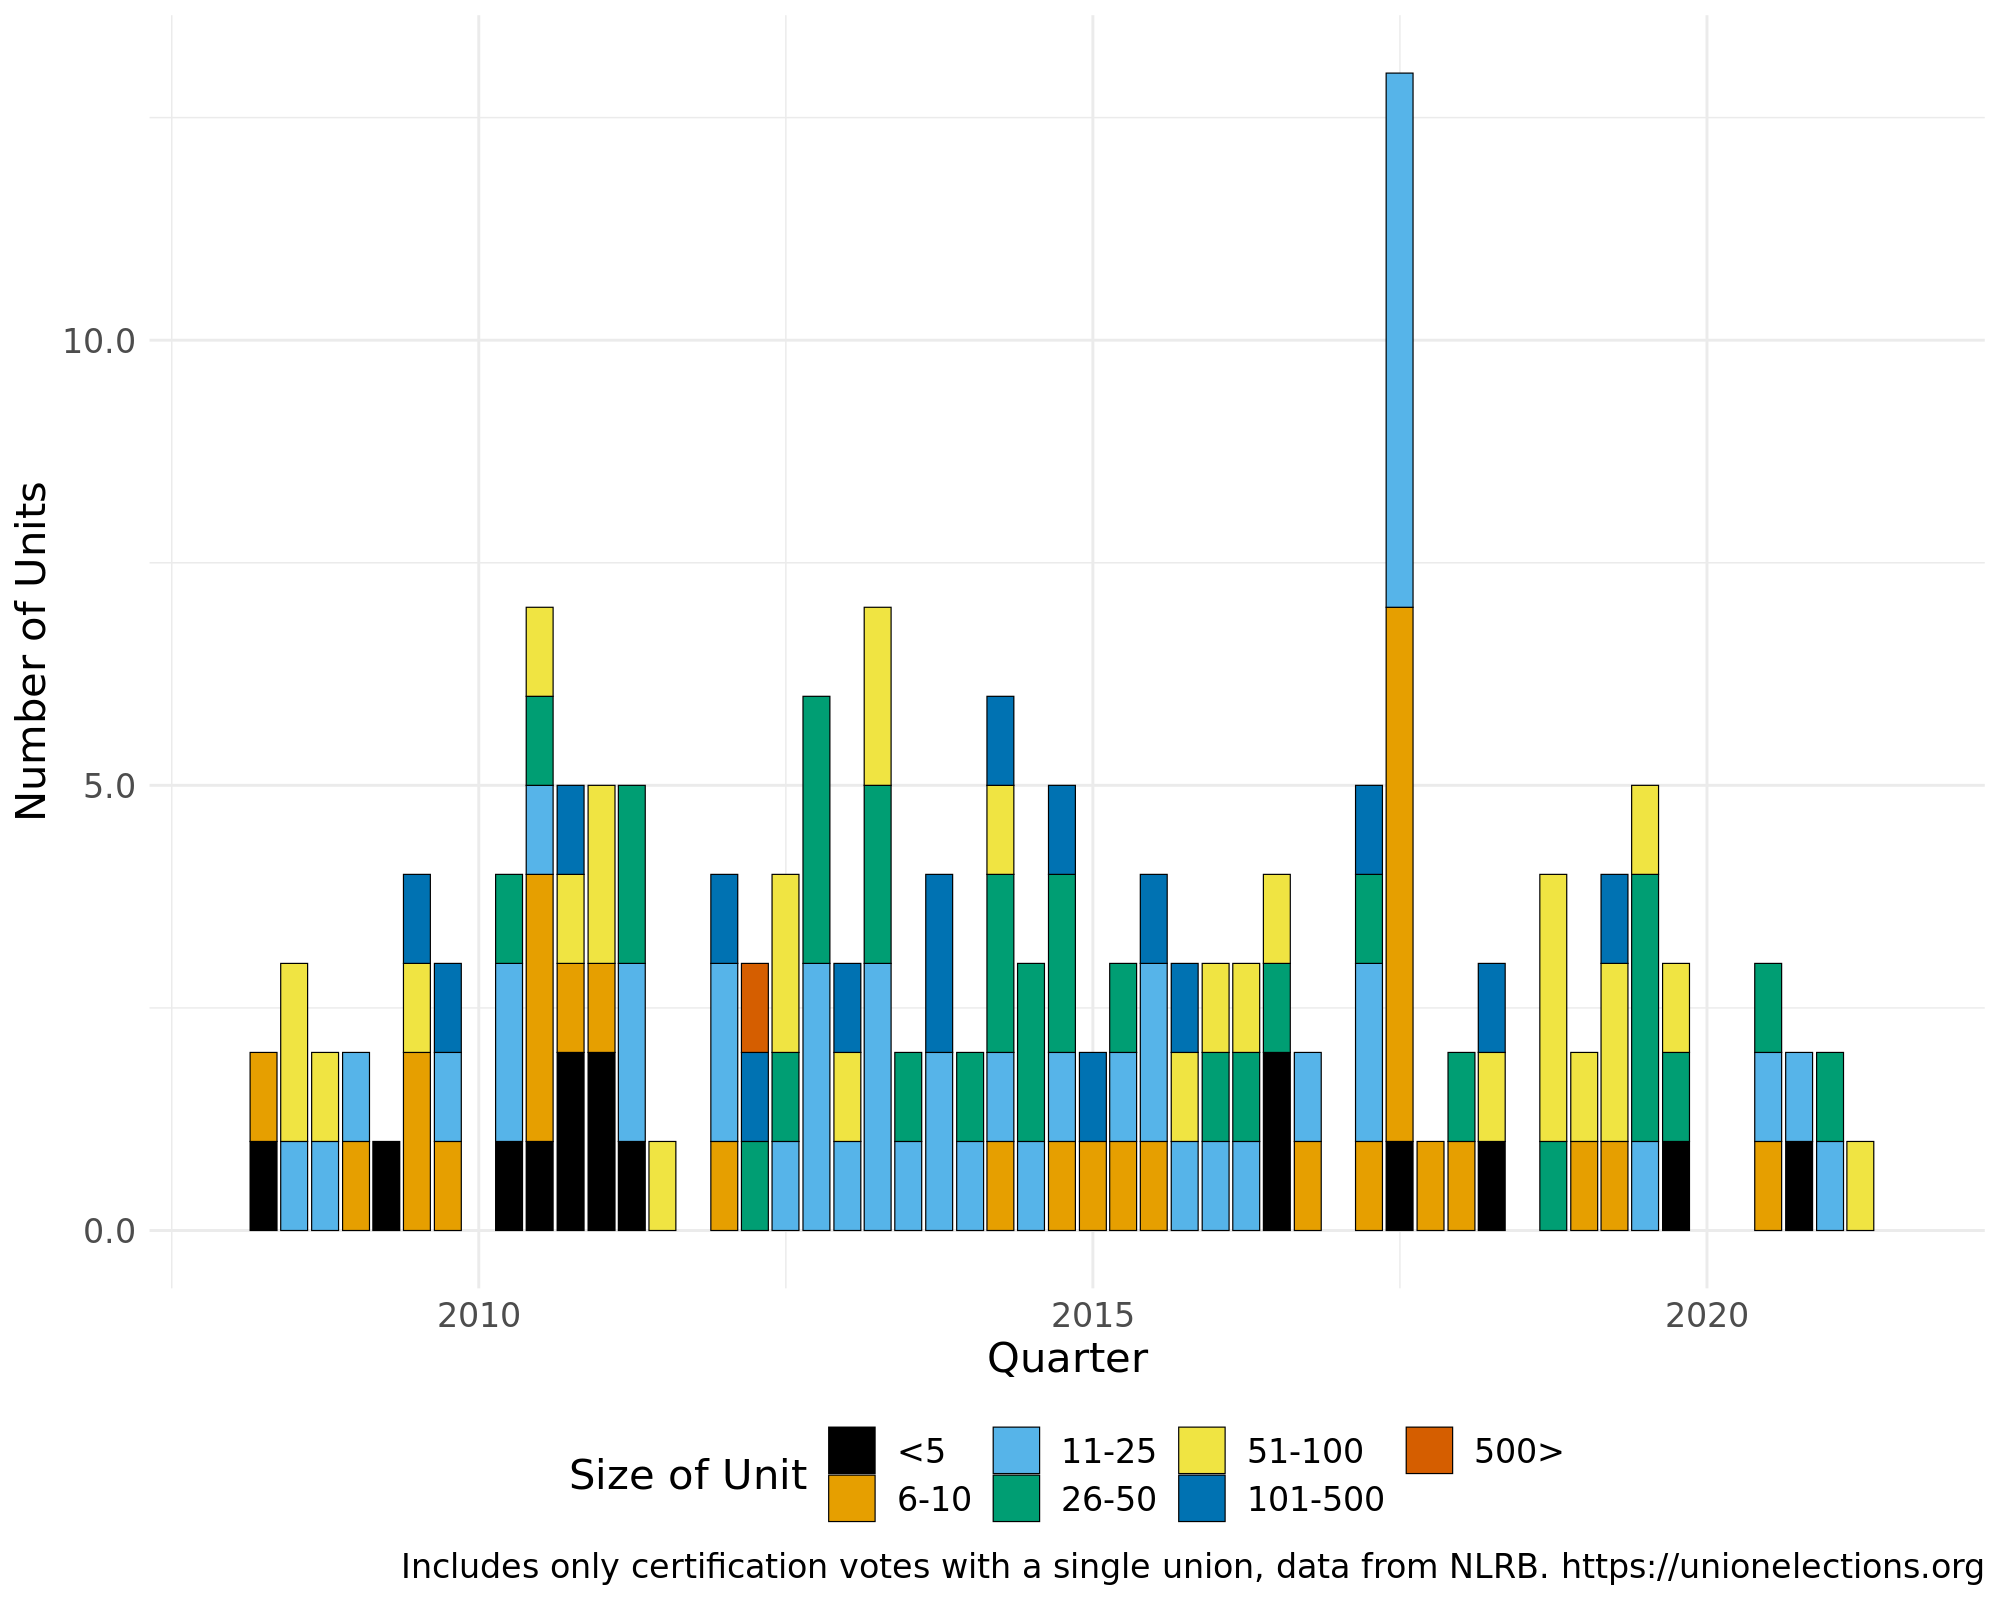 Number of Units
10.0
5.0
0.0
2010 2015 2020
Quarter
Size of Unit
<5 11-25 51-100 500>
6-10 26-50 101-500
Includes only certification votes with a single union, data from NLRB. https://unionelections.org